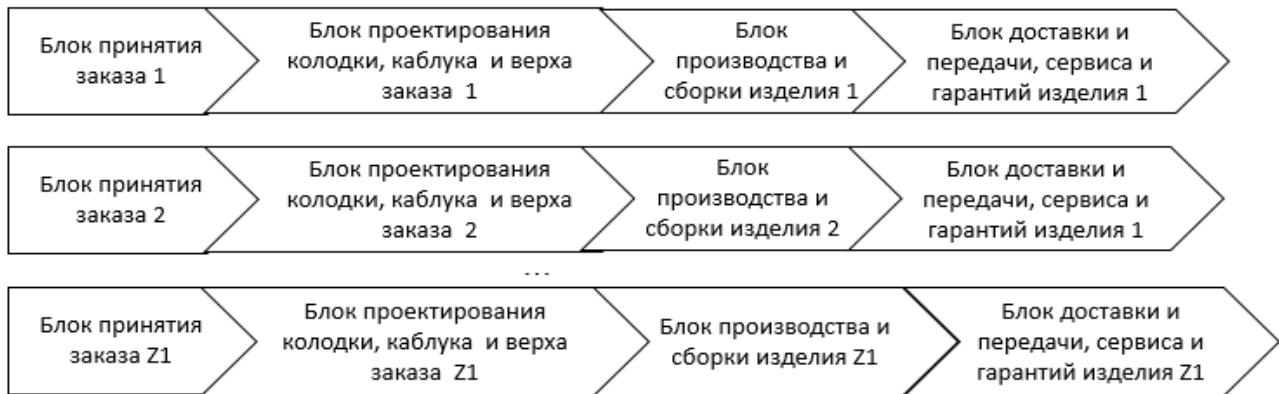 Блок принятия
заказа 1
Блок проектирования
колодки, каблука и верха
заказа 1
Блок
производства и
сборки изделия 1
Блок доставки и
передачи, сервиса и
гарантий изделия 1
Блок принятия
заказа 2
Блок проектирования
колодки, каблука и верха
заказа 2
Блок
производства и
сборки изделия 2
Блок доставки и
передачи, сервиса и
гарантий изделия 1
...
Блок принятия
заказа Z1
Блок проектирования
колодки, каблука и верха
заказа Z1
Блок производства и
сборки изделия Z1
Блок доставки и
передачи, сервиса и
гарантий изделия Z1